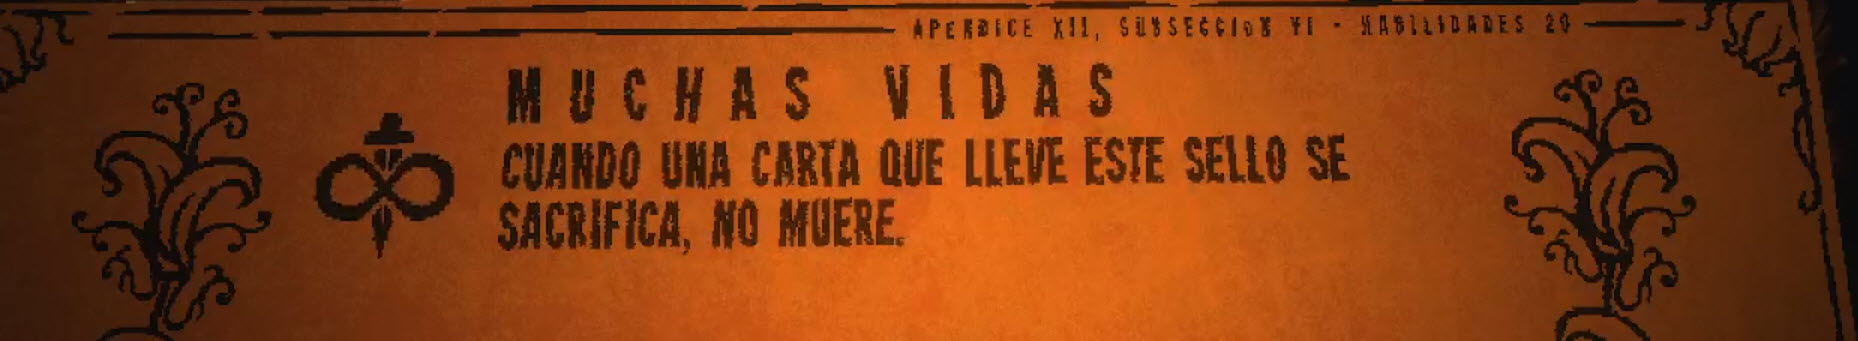 APENDICE XII, SUBSECCION VI - HABILIDADES 20
MUCHAS VIDAS
CUANDO UNA CARTA QUE LLEVE ESTE SELLO SE
SACRIFICA, NO MUERE.